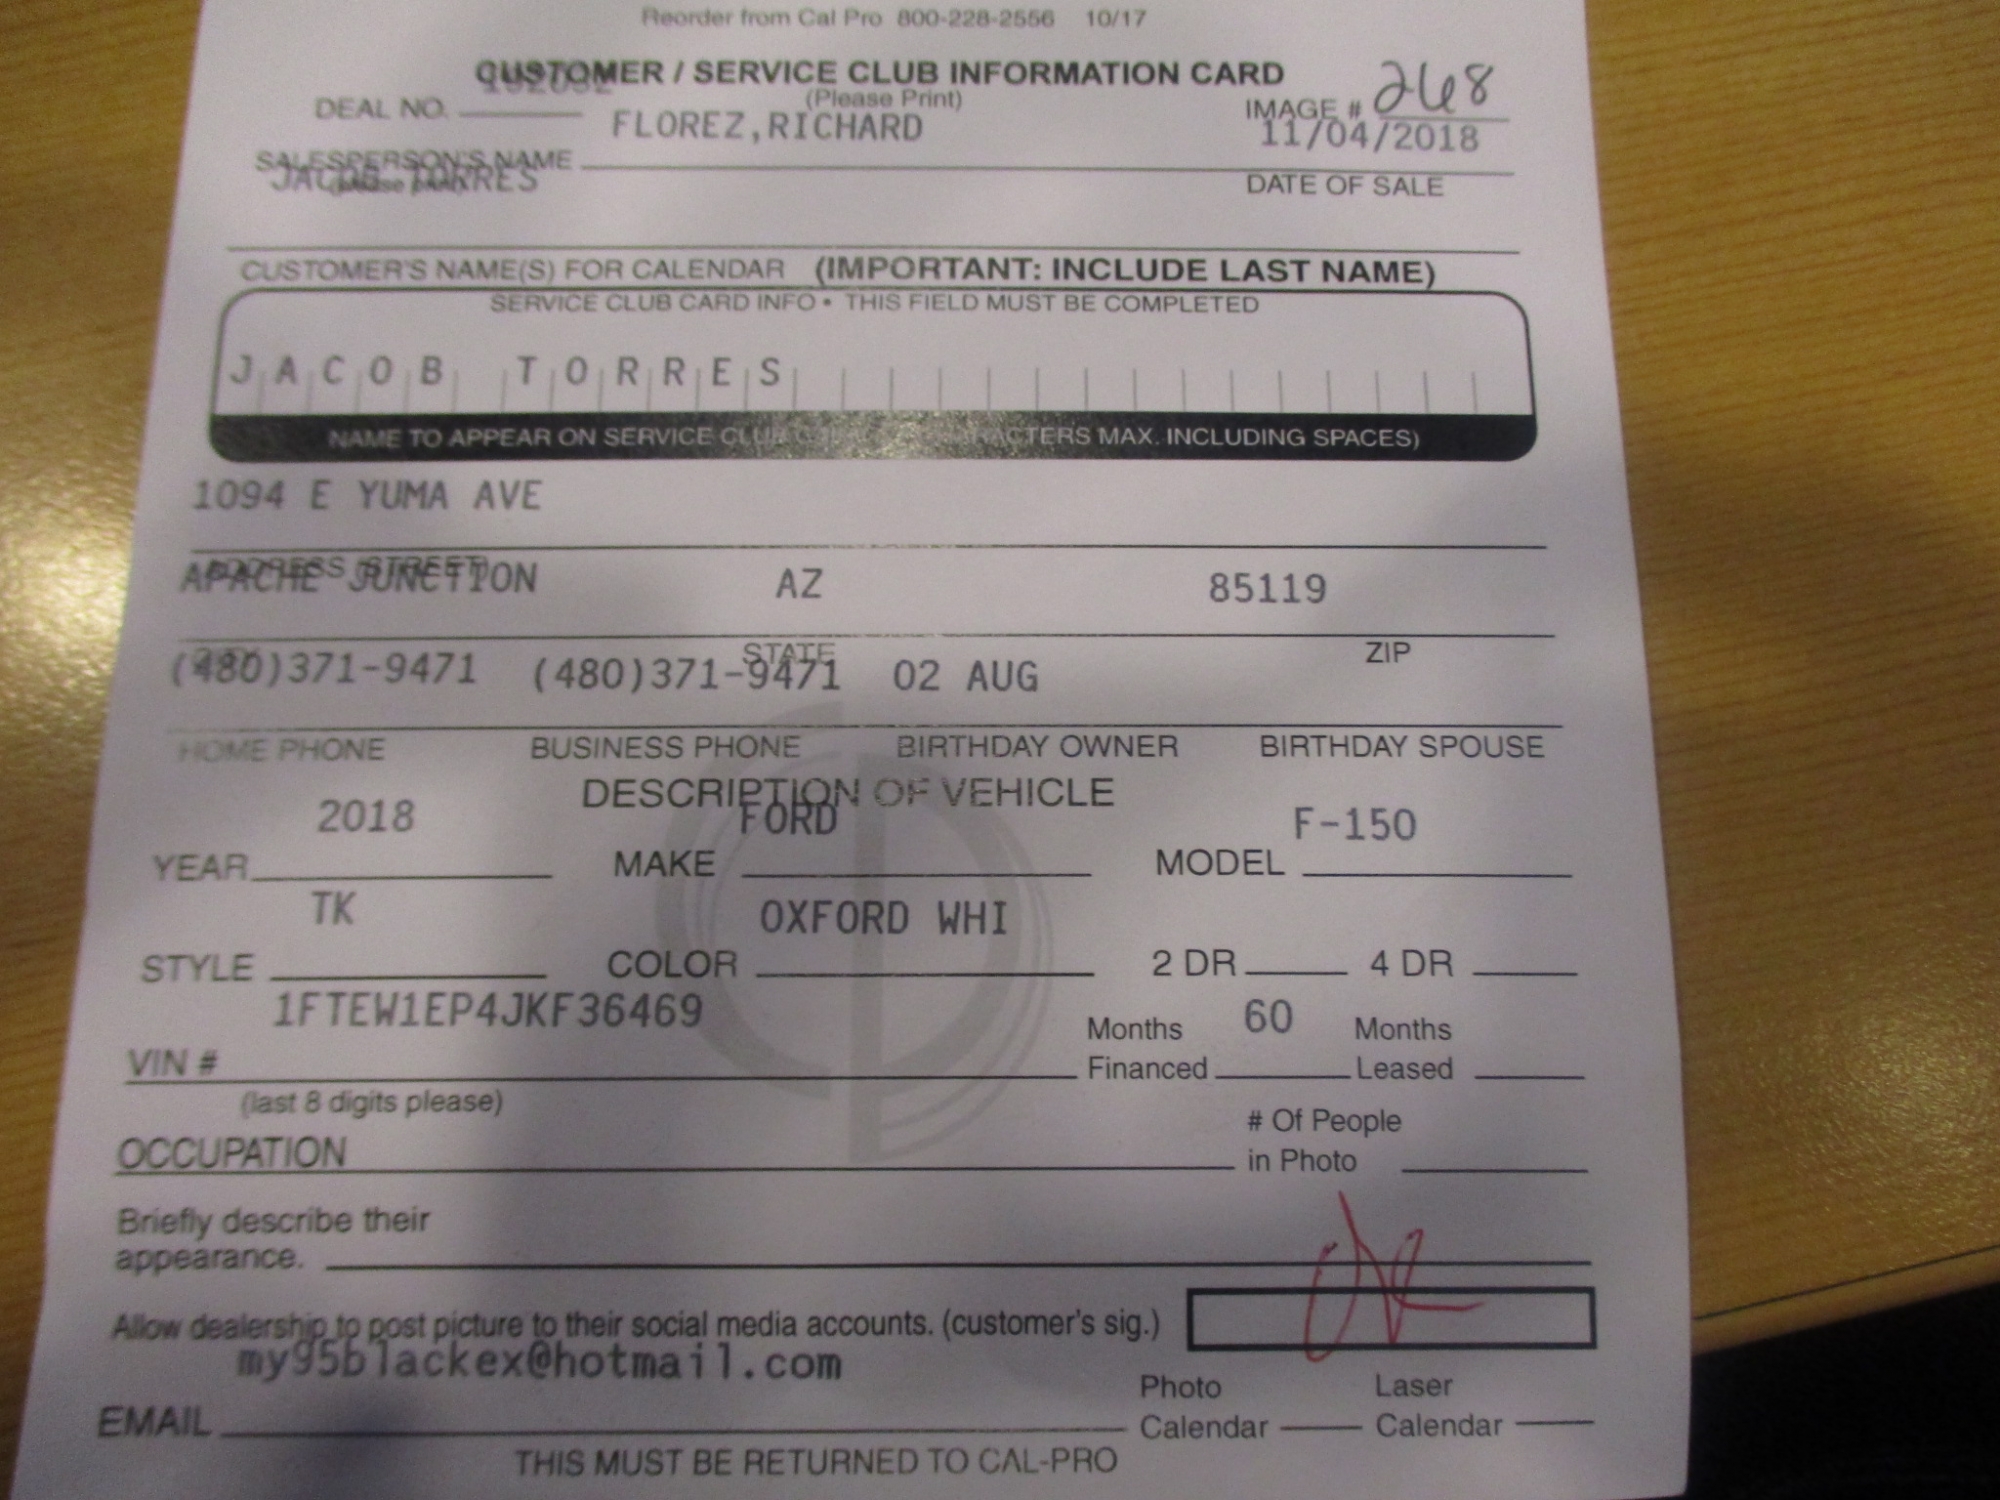 Reorder from Cal Pro 800-228-2556 10/17
CUSTOMER / SERVICE CLUB INFORMATION CARD
(Please Print)
DEAL NO.
IMAGE # 268
FLOREZ,RICHARD 11/04/2018
SALESPERSON'S NAME
JACOB TORRES
DATE OF SALE
CUSTOMER'S NAME(S) FOR CALENDAR (IMPORTANT: INCLUDE LAST NAME)
SERVICE CLUB CARD INFO • THIS FIELD MUST BE COMPLETED
JACOB TORRES
NAME TO APPEAR ON SERVICE CLUB MAX. INCLUDING SPACES)
1094 E YUMA AVE
ADDRESS (STREET)
APACHE JUNCTION AZ 85119
STATE ZIP
(480)371-9471 (480)371-9471 02 AUG
HOME PHONE BUSINESS PHONE BIRTHDAY OWNER BIRTHDAY SPOUSE
DESCRIPTION OF VEHICLE
2018 FORD F-150
YEAR MAKE MODEL
TK OXFORD WHI
STYLE COLOR 2 DR 4 DR
1FTEW1EP4JKF36469
Months Financed 60 Months Leased
VIN #
(last 8 digits please)
# Of People in Photo
OCCUPATION
Briefly describe their
appearance.
Allow dealership to post picture to their social media accounts. (customer's sig.)
my95blackex@hotmail.com
Photo Calendar Laser Calendar
EMAIL
THIS MUST BE RETURNED TO CAL-PRO